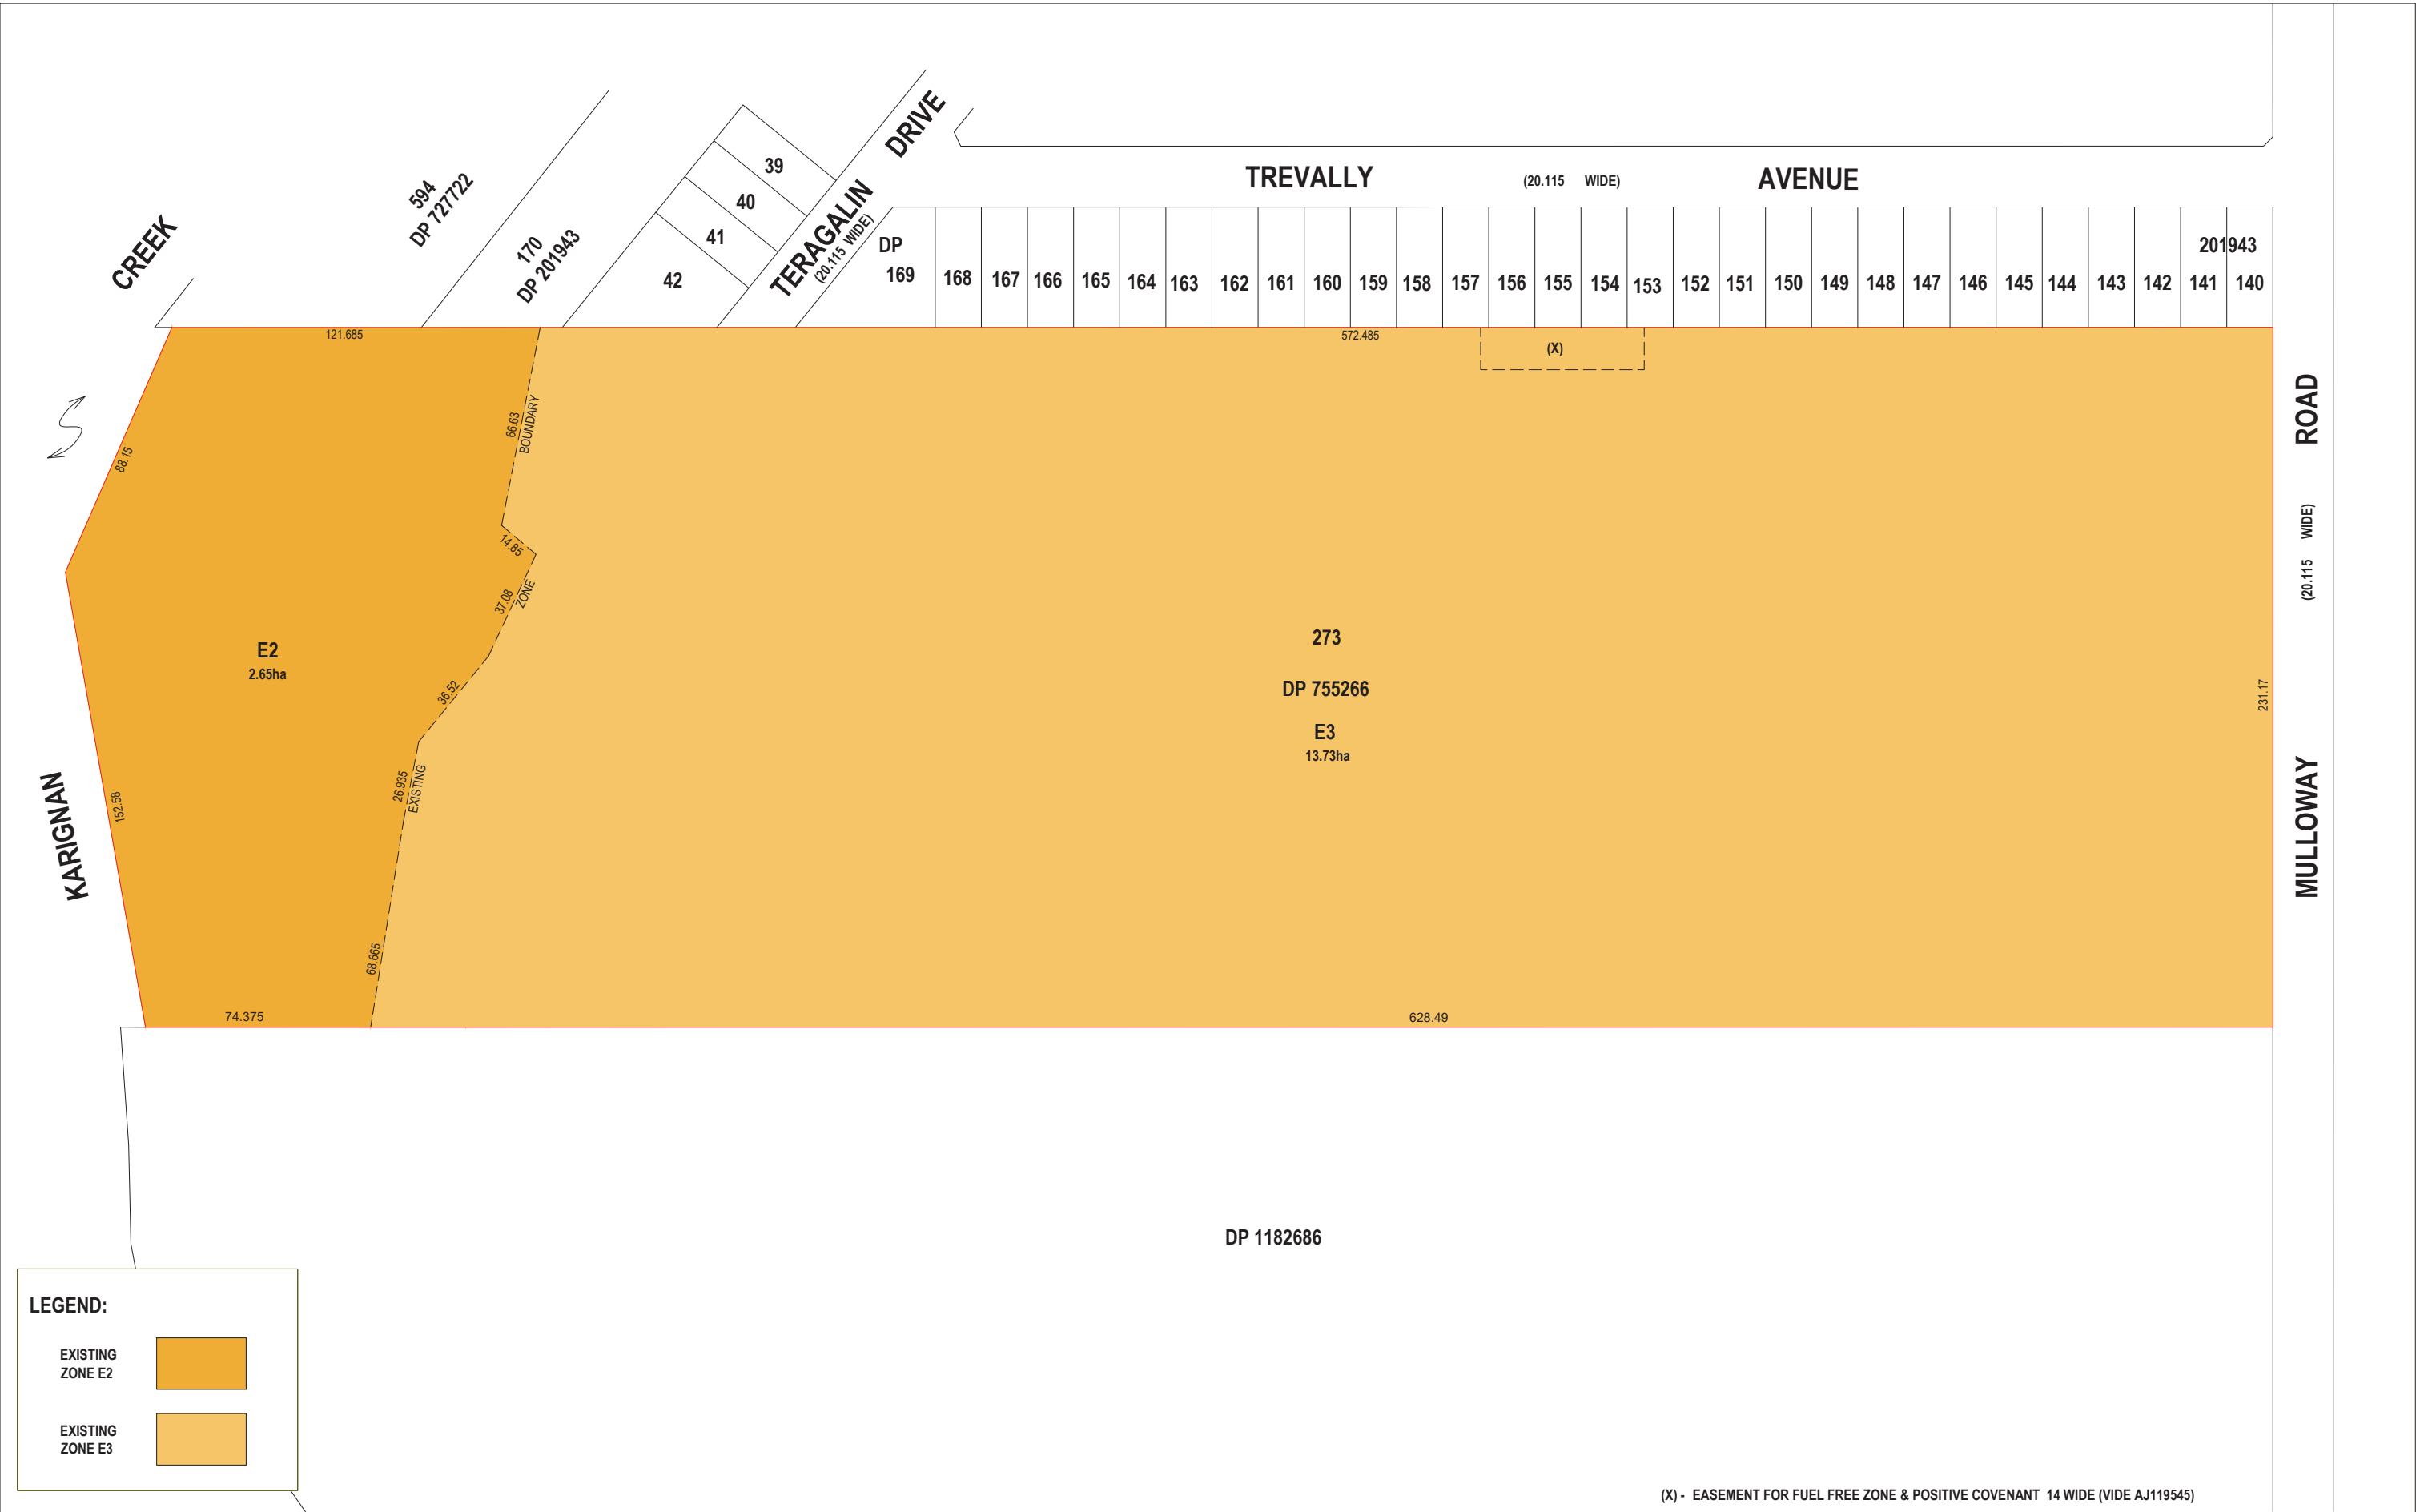 CREEK
594
DP 727722
170
DP 201943
39
40
41
42
TERAGALIN DRIVE
(20.115 WIDE)
TREVALLY (20.115 WIDE) AVENUE
DP
201943
169 168 167 166 165 164 163 162 161 160 159 158 157 156 155 154 153 152 151 150 149 148 147 146 145 144 143 142 141 140
121.685
572.485
(X)
88.15
66.63
BOUNDARY
14.85
37.08
ZONE
36.52
26.935
EXISTING
68.665
E2
2.65ha
273
DP 755266
E3
13.73ha
231.17
MULLOWAY (20.115 WIDE) ROAD
KARIGNAN
152.58
74.375
628.49
DP 1182686
LEGEND:
EXISTING
ZONE E2
EXISTING
ZONE E3
(X) - EASEMENT FOR FUEL FREE ZONE & POSITIVE COVENANT 14 WIDE (VIDE AJ119545)